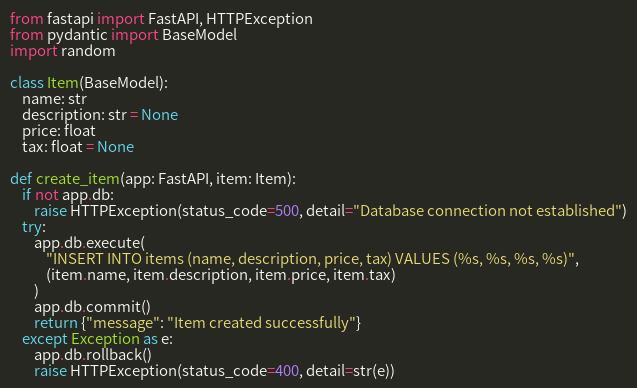 from fastapi import FastAPI, HTTPException
from pydantic import BaseModel
import random

class Item(BaseModel):
    name: str
    description: str = None
    price: float
    tax: float = None

def create_item(app: FastAPI, item: Item):
    if not app.db:
        raise HTTPException(status_code=500, detail="Database connection not established")
    try:
        app.db.execute(
            "INSERT INTO items (name, description, price, tax) VALUES (%s, %s, %s, %s)",
            (item.name, item.description, item.price, item.tax)
        )
        app.db.commit()
        return {"message": "Item created successfully"}
    except Exception as e:
        app.db.rollback()
        raise HTTPException(status_code=400, detail=str(e))